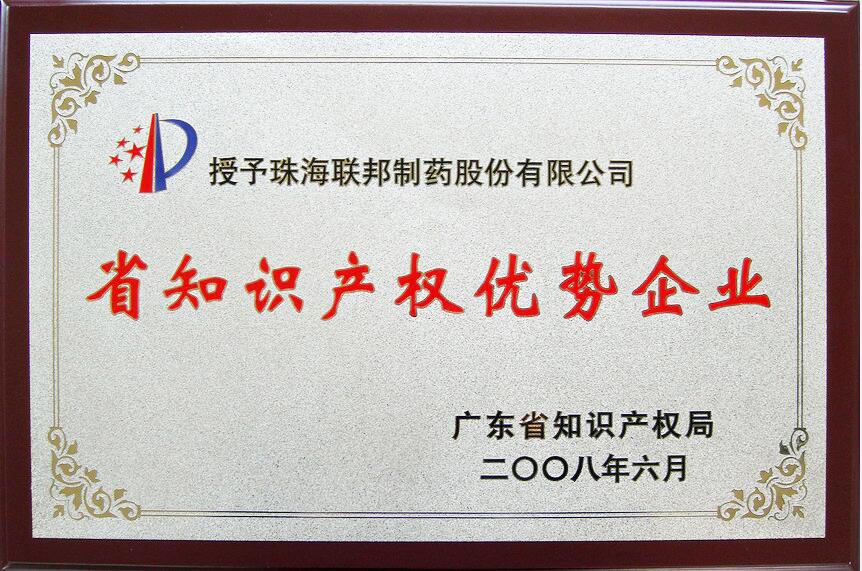 授予珠海联邦制药股份有限公司
省知识产权优势企业
广东省知识产权局
二〇〇八年六月